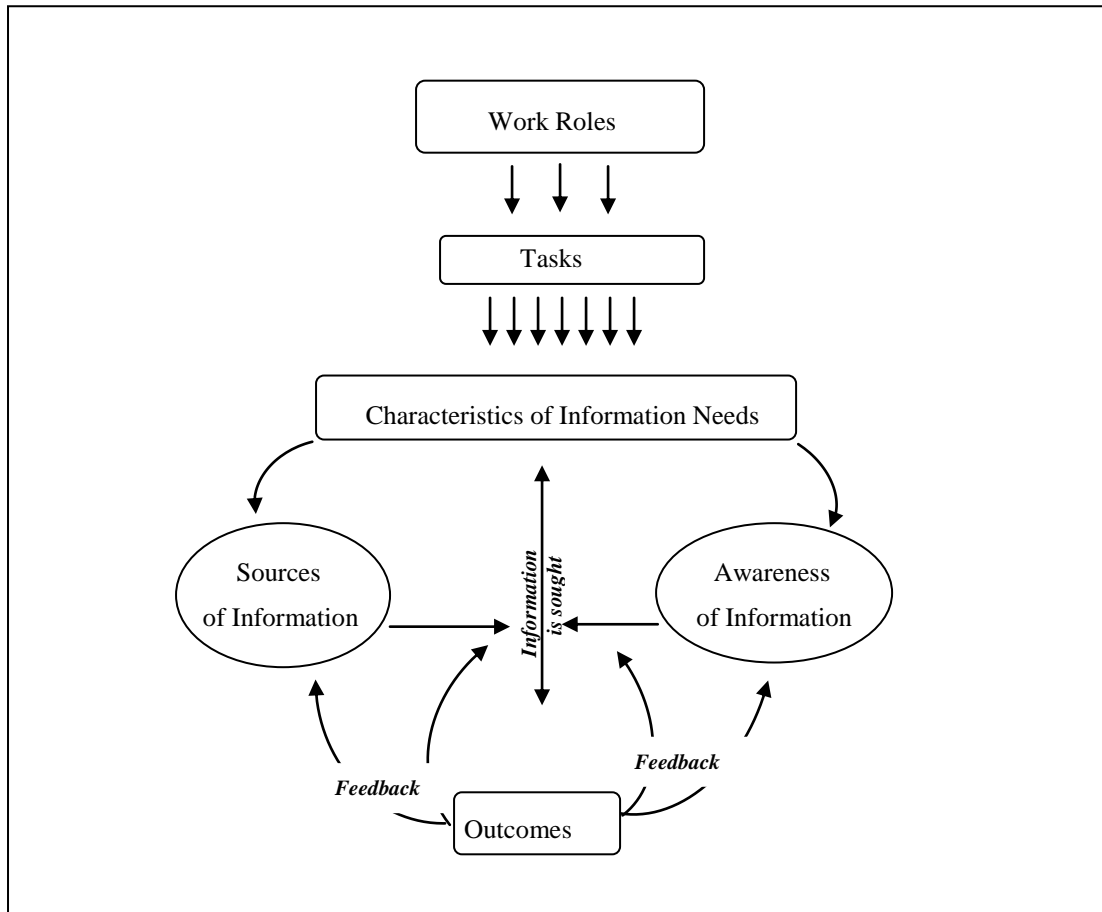 Work Roles
Tasks
Characteristics of Information Needs
Sources
of Information
Information
is sought
Awareness
of Information
Feedback
Feedback
Outcomes